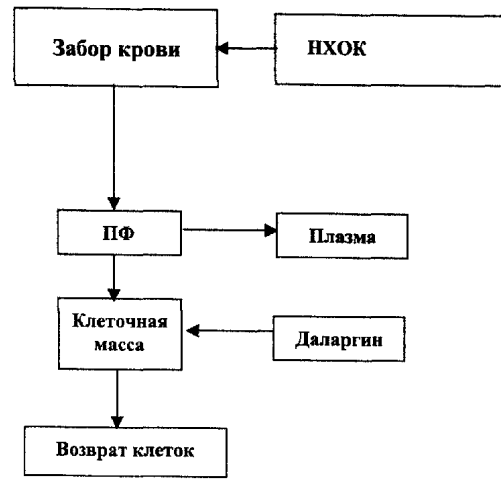 Забор крови
НХОК
ПФ
Плазма
Клеточная
масса
Даларгин
Возврат клеток